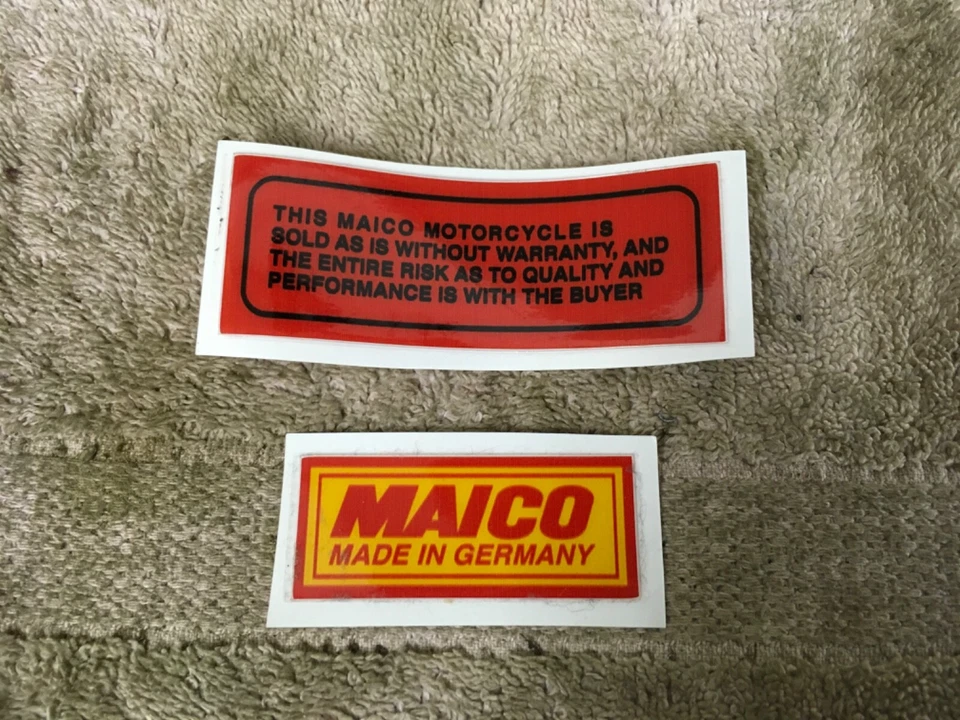 THIS MAICO MOTORCYCLE IS
SOLD AS IS WITHOUT WARRANTY, AND
THE ENTIRE RISK AS TO QUALITY AND
PERFORMANCE IS WITH THE BUYER
MAICO
MADE IN GERMANY